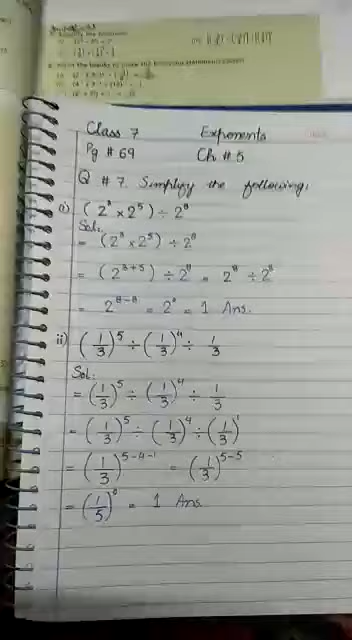 Class 7 Exponents
Pg # 69 Ch # 5
Q # 7. Simplify the following:
i) (2³ × 2⁵) ÷ 2⁸
Sol:
= (2³ × 2⁵) ÷ 2⁸
= (2³⁺⁵) ÷ 2⁸ = 2⁸ ÷ 2⁸
= 2⁸⁻⁸ = 2⁰ = 1 Ans.
ii) (1/3)⁵ ÷ (1/3)⁴ ÷ 1/3
Sol:
= (1/3)⁵ ÷ (1/3)⁴ ÷ 1/3
= (1/3)⁵ ÷ (1/3)⁴ ÷ (1/3)¹
= (1/3)⁵⁻⁴⁻¹ = (1/3)⁵⁻⁵
= (1/5)⁰ = 1 Ans